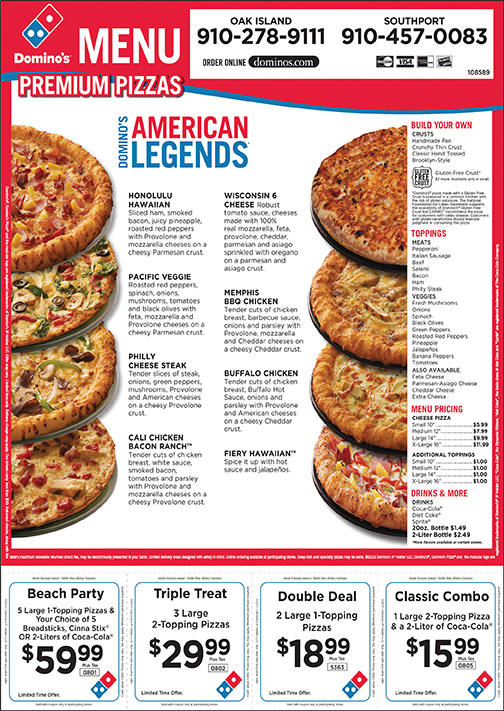 Domino's®
MENU
PREMIUM PIZZAS
OAK ISLAND
910-278-9111
SOUTHPORT
910-457-0083
ORDER ONLINE dominos.com
VISA
108589
DOMINO'S
AMERICAN
LEGENDS®
HONOLULU
HAWAIIAN
Sliced ham, smoked
bacon, juicy pineapple,
roasted red peppers
with Provolone and
mozzarella cheeses on a
cheesy Parmesan crust.
PACIFIC VEGGIE
Roasted red peppers,
spinach, onions,
mushrooms, tomatoes
and black olives with
feta, mozzarella and
Provolone cheeses on a
cheesy Parmesan crust.
PHILLY
CHEESE STEAK
Tender slices of steak,
onions, green peppers,
mushrooms, Provolone
and American cheeses
on a cheesy Provolone
crust.
CALI CHICKEN
BACON RANCH™
Tender cuts of chicken
breast, white sauce,
smoked bacon,
tomatoes and parsley
with Provolone and
mozzarella cheeses on a
cheesy Provolone crust.
WISCONSIN 6
CHEESE Robust
tomato sauce, cheeses
made with 100%
real mozzarella, feta,
provolone, cheddar,
parmesan and asiago
sprinkled with oregano
on a parmesan and
asiago crust.
MEMPHIS
BBQ CHICKEN
Tender cuts of chicken
breast, barbecue sauce,
onions and parsley with
Provolone, mozzarella
and Cheddar cheeses on
a cheesy Cheddar crust.
BUFFALO CHICKEN
Tender cuts of chicken
breast, Buffalo Hot
Sauce, onions and
parsley with Provolone
and American cheeses
on a cheesy Cheddar
crust.
FIERY HAWAIIAN™
Spice it up with hot
sauce and jalapeños.
BUILD YOUR OWN
CRUSTS
Handmade Pan
Crunchy Thin Crust
Classic Hand Tossed
Brooklyn-Style
GLUTEN
FREE
CRUST
Gluten Free Crust*
TOPPINGS
MEATS
Pepperoni
Italian Sausage
Beef
Salami
Bacon
Ham
Philly Steak
VEGGIES
Fresh Mushrooms
Onions
Spinach
Black Olives
Green Peppers
Roasted Red Peppers
Pineapple
Jalapeños
Banana Peppers
Tomatoes
ALSO AVAILABLE
Feta Cheese
Parmesan-Asiago Cheese
Cheddar Cheese
Extra Cheese
MENU PRICING
CHEESE PIZZA
Small 10" $5.99
Medium 12" $7.99
Large 14" $9.99
X-Large 16" $11.99
ADDITIONAL TOPPINGS
Small 10" $1.00
Medium 12" $1.00
Large 14" $1.00
X-Large 16" $1.00
DRINKS & MORE
DRINKS
Coca-Cola®
Diet Coke®
Sprite®
20oz. Bottle $1.49
2-Liter Bottle $2.49
Beach Party
5 Large 1-Topping Pizzas &
Your Choice of 5
Breadsticks, Cinna Stix®
OR 2-Liters of Coca-Cola®
$59.99
Plus Tax
0801
Limited Time Offer.
Triple Treat
3 Large
2-Topping Pizzas
$29.99
Plus Tax
0802
Limited Time Offer.
Double Deal
2 Large 1-Topping
Pizzas
$18.99
Plus Tax
5363
Limited Time Offer.
Classic Combo
1 Large 2-Topping Pizza
& a 2-Liter of Coca-Cola®
$15.99
Plus Tax
0805
Limited Time Offer.